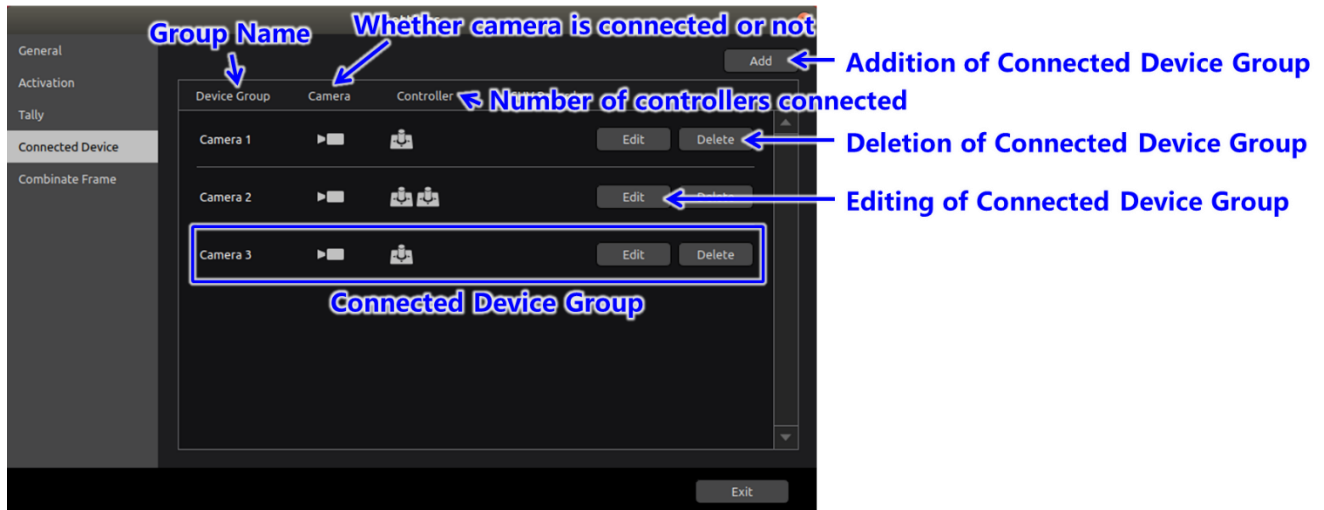 Group Name
Whether camera is connected or not
General
Add
Addition of Connected Device Group
Activation
Device Group Camera Controller
Number of controllers connected
Tally
Camera 1 Edit Delete
Deletion of Connected Device Group
Connected Device
Combinate Frame
Camera 2 Edit Delete
Editing of Connected Device Group
Camera 3 Edit Delete
Connected Device Group
Exit